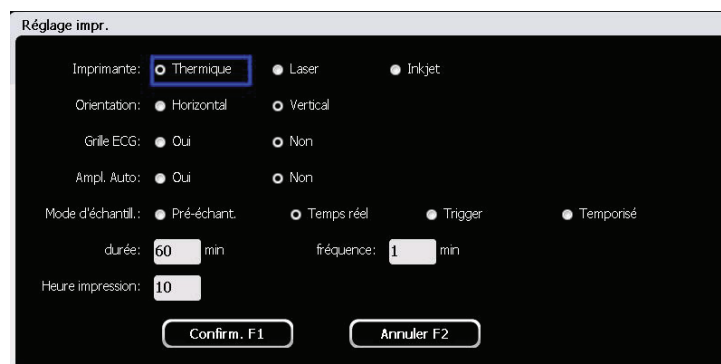 Réglage impr.
Imprimante: Thermique Laser Inkjet
Orientation: Horizontal Vertical
Grille ECG: Oui Non
Ampl. Auto: Oui Non
Mode d'échantill.: Pré-échant. Temps réel Trigger Temporisé
durée: 60 min fréquence: 1 min
Heure impression: 10
Confirm. F1 Annuler F2